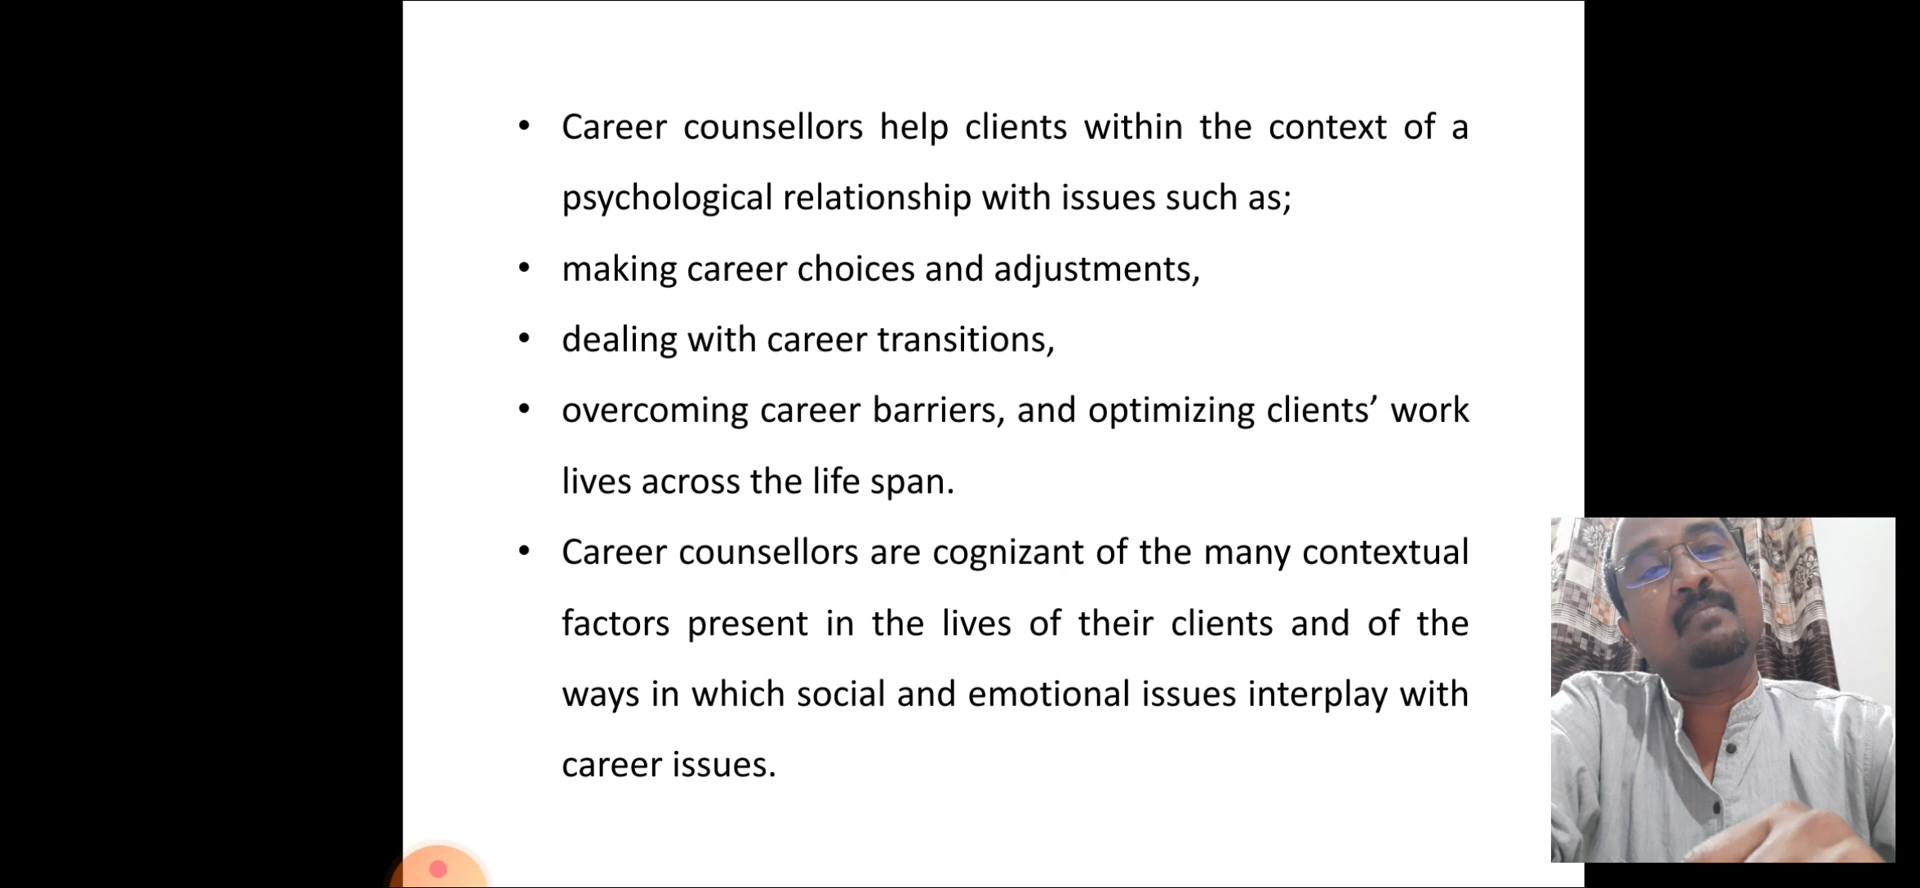 • Career counsellors help clients within the context of a
psychological relationship with issues such as;
• making career choices and adjustments,
• dealing with career transitions,
• overcoming career barriers, and optimizing clients’ work
lives across the life span.
• Career counsellors are cognizant of the many contextual
factors present in the lives of their clients and of the
ways in which social and emotional issues interplay with
career issues.